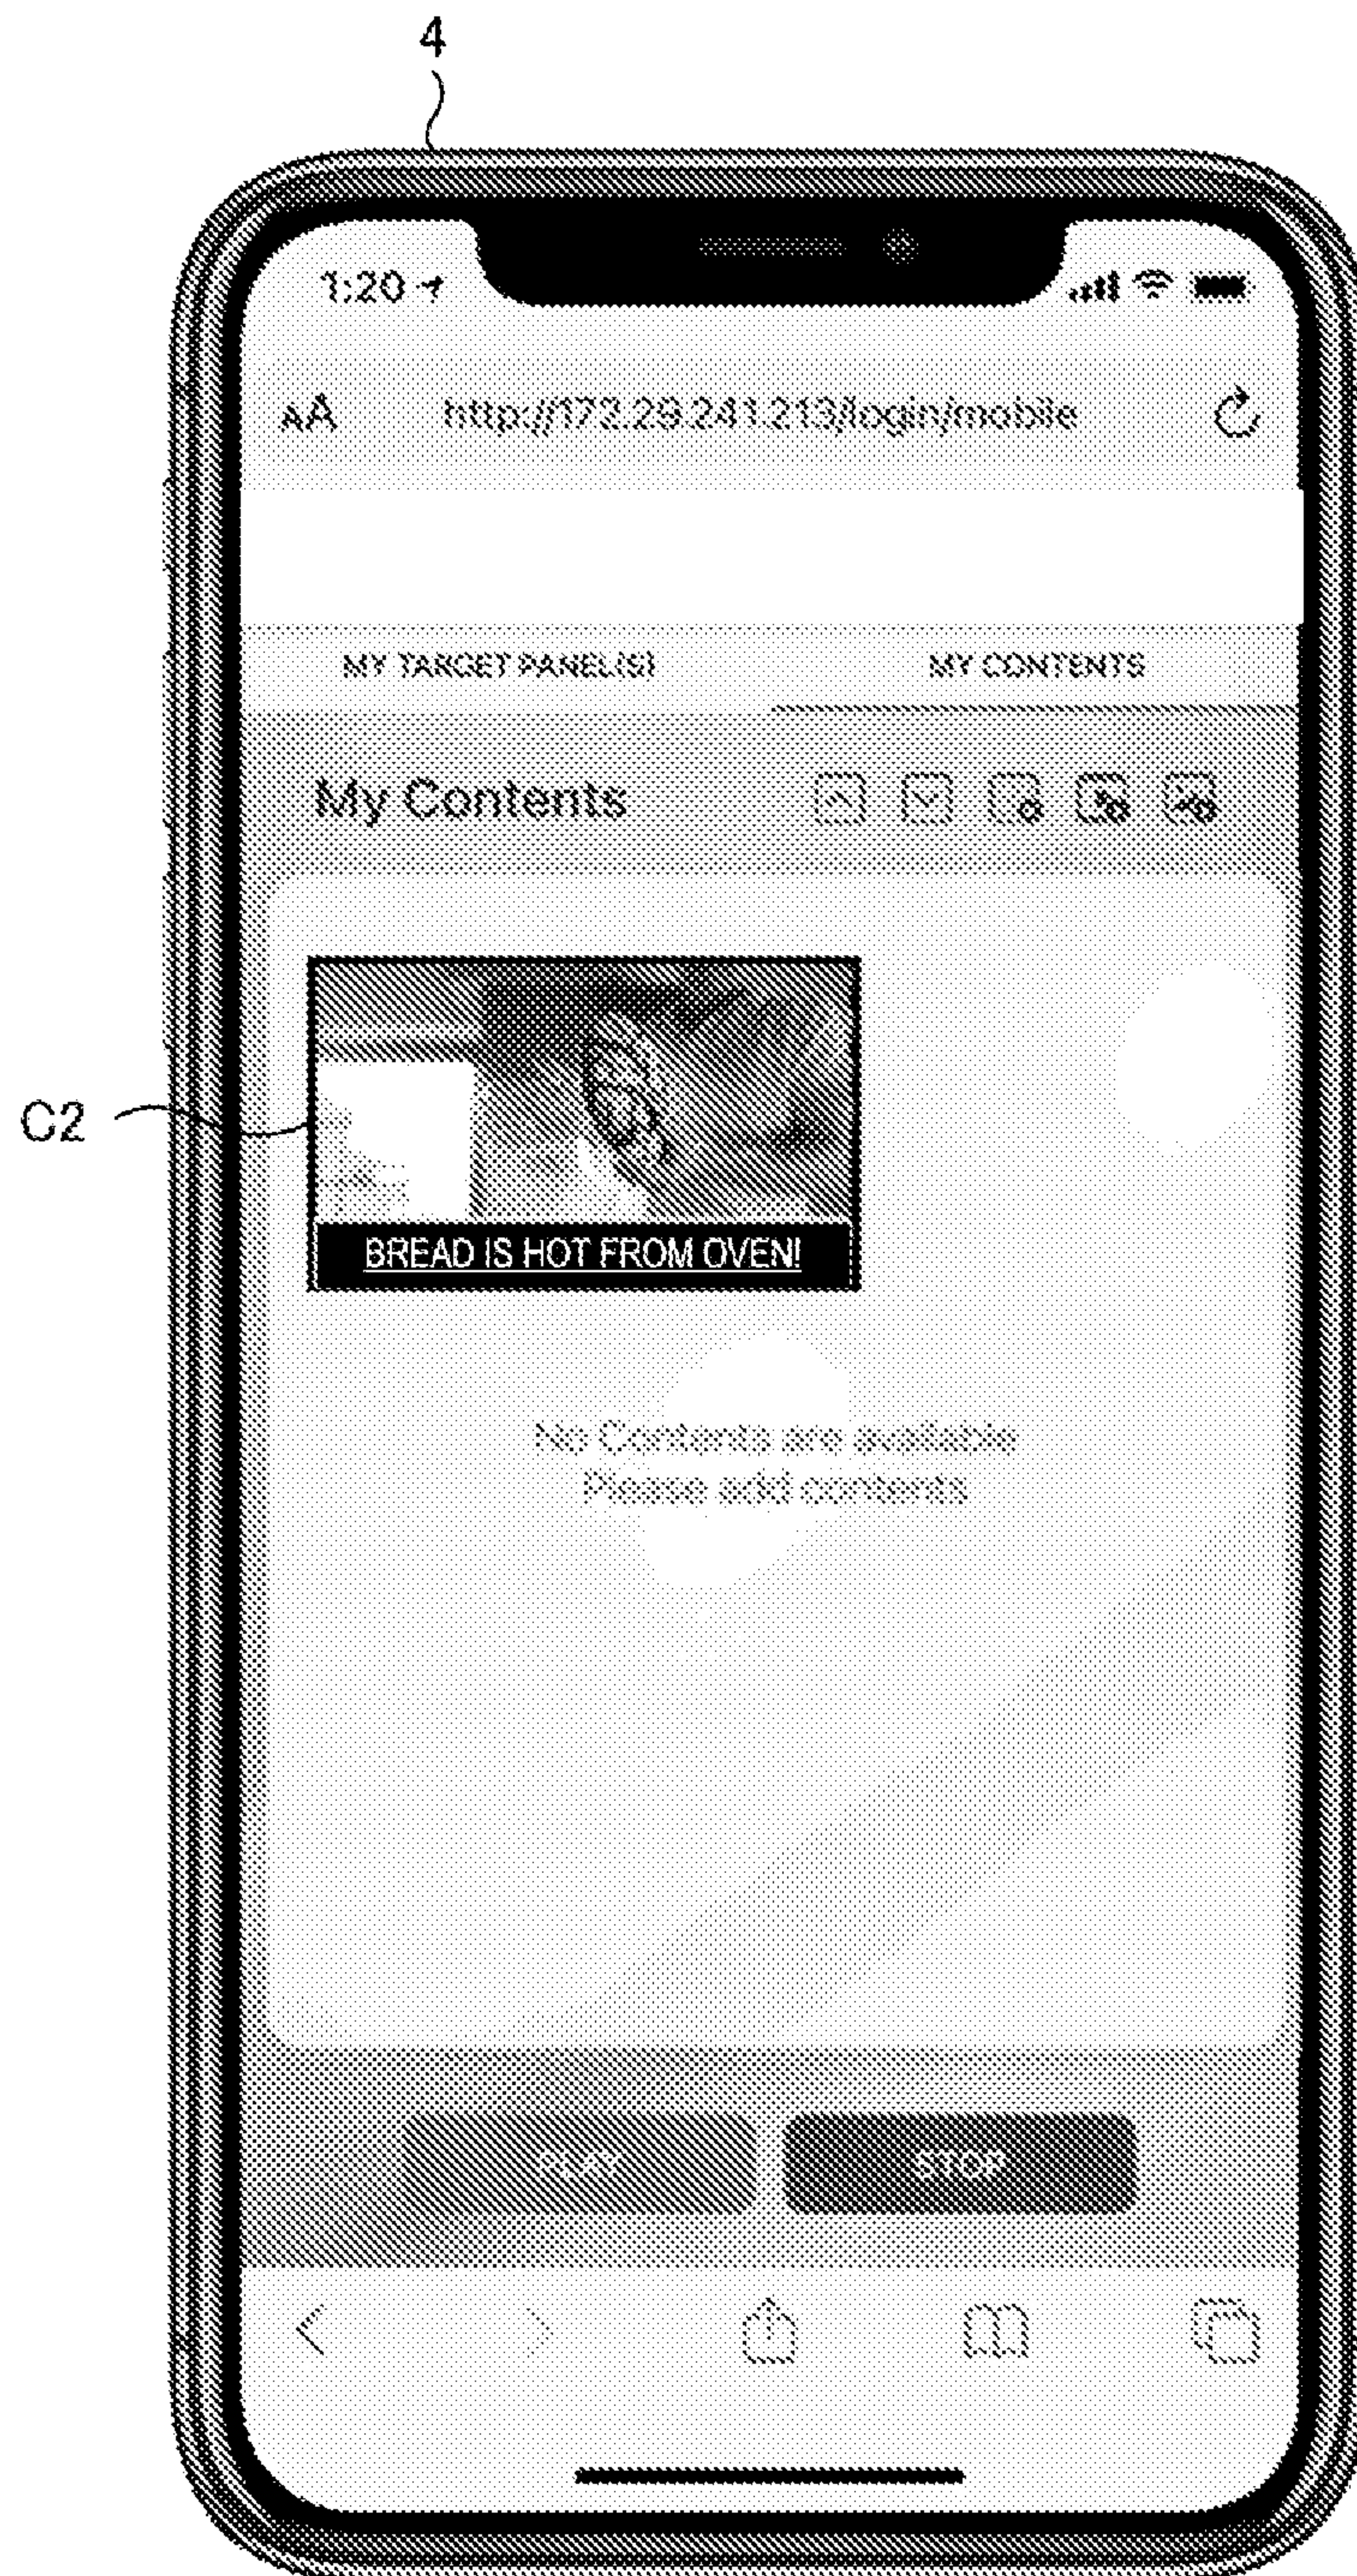 4
1:20
AA http://172.29.241.213/login/mobile
MY TARGET PANEL(S) MY CONTENTS
My Contents
C2
BREAD IS HOT FROM OVEN!
No Contents are available
Please add contents
PLAY STOP